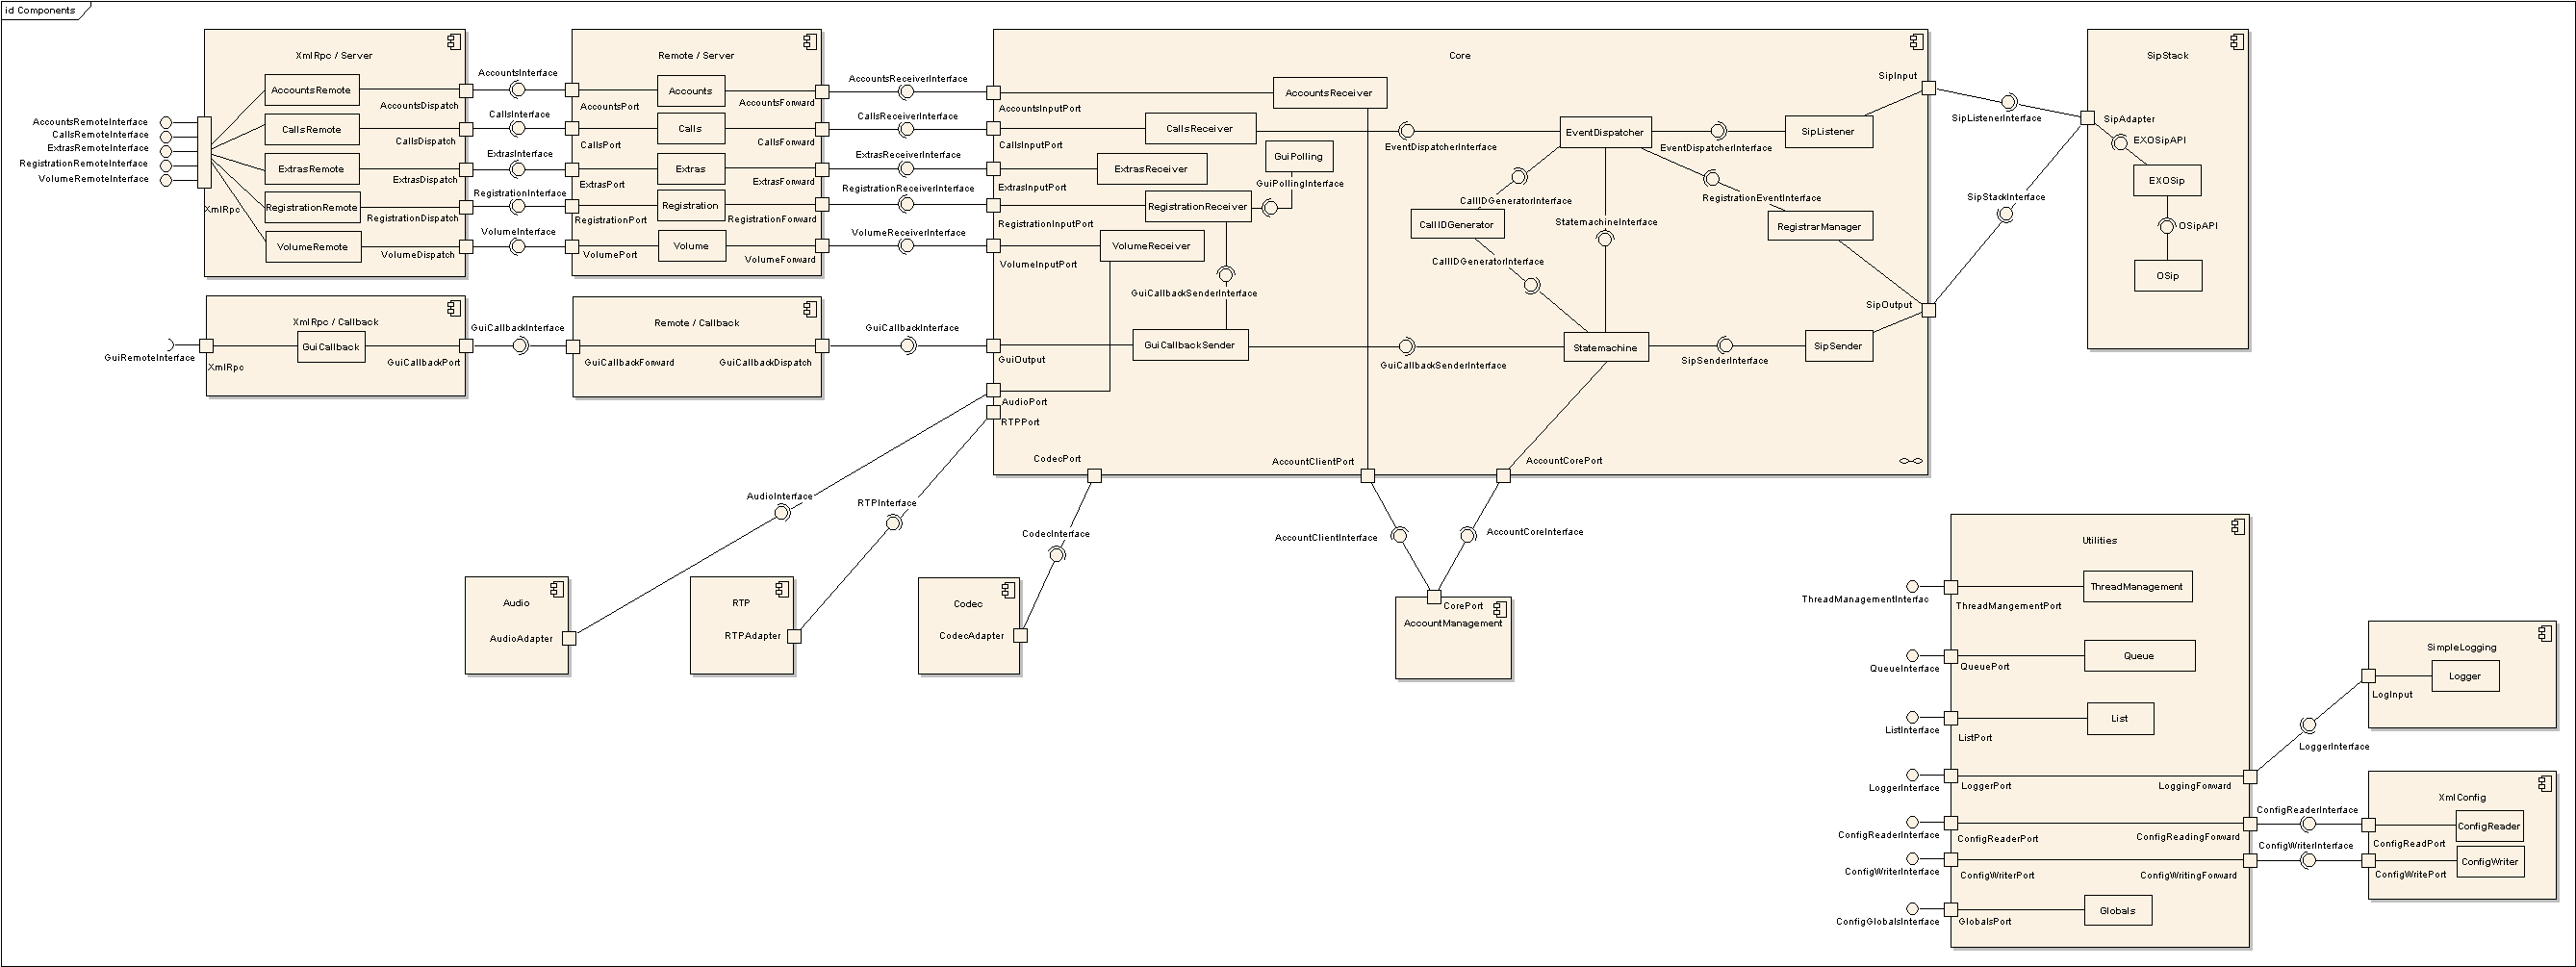 id Components
XmlRpc / Server
AccountsRemote
CallsRemote
ExtrasRemote
RegistrationRemote
VolumeRemote
AccountsRemoteInterface
CallsRemoteInterface
ExtrasRemoteInterface
RegistrationRemoteInterface
VolumeRemoteInterface
XmlRpc
AccountsDispatch
CallsDispatch
ExtrasDispatch
RegistrationDispatch
VolumeDispatch
AccountsInterface
CallsInterface
ExtrasInterface
RegistrationInterface
VolumeInterface
Remote / Server
AccountsPort
Accounts
AccountsForward
CallsPort
Calls
CallsForward
ExtrasPort
Extras
ExtrasForward
RegistrationPort
Registration
RegistrationForward
VolumePort
Volume
VolumeForward
AccountsReceiverInterface
CallsReceiverInterface
ExtrasReceiverInterface
RegistrationReceiverInterface
VolumeReceiverInterface
XmlRpc / Callback
GuiCallback
GuiRemoteInterface
XmlRpc
GuiCallbackPort
GuiCallbackInterface
Remote / Callback
GuiCallbackForward
GuiCallbackDispatch
GuiCallbackInterface
Core
AccountsInputPort
AccountsReceiver
CallsInputPort
CallsReceiver
ExtrasInputPort
ExtrasReceiver
GuiPolling
GuiPollingInterface
RegistrationInputPort
RegistrationReceiver
VolumeInputPort
VolumeReceiver
GuiCallbackSenderInterface
GuiOutput
GuiCallbackSender
GuiCallbackSenderInterface
AudioPort
RTPPort
CodecPort
AccountClientPort
AccountCorePort
EventDispatcherInterface
EventDispatcher
EventDispatcherInterface
SipListener
SipInput
CallIDGeneratorInterface
CallIDGenerator
CallIDGeneratorInterface
StatemachineInterface
RegistrationEventInterface
RegistrarManager
Statemachine
SipSenderInterface
SipSender
SipOutput
SipListenerInterface
SipStackInterface
SipStack
SipAdapter
EXOSipAPI
EXOSip
OSipAPI
OSip
AudioInterface
RTPInterface
CodecInterface
AccountClientInterface
AccountCoreInterface
Audio
AudioAdapter
RTP
RTPAdapter
Codec
CodecAdapter
CorePort
AccountManagement
Utilities
ThreadManagementInterfac
ThreadMangementPort
ThreadManagement
QueueInterface
QueuePort
Queue
ListInterface
ListPort
List
LoggerInterface
LoggerPort
LoggingForward
ConfigReaderInterface
ConfigReaderPort
ConfigReadingForward
ConfigWriterInterface
ConfigWriterPort
ConfigWritingForward
ConfigGlobalsInterface
GlobalsPort
Globals
SimpleLogging
Logger
LogInput
LoggerInterface
XmlConfig
ConfigReaderInterface
ConfigReader
ConfigReadPort
ConfigWriterInterface
ConfigWriter
ConfigWritePort